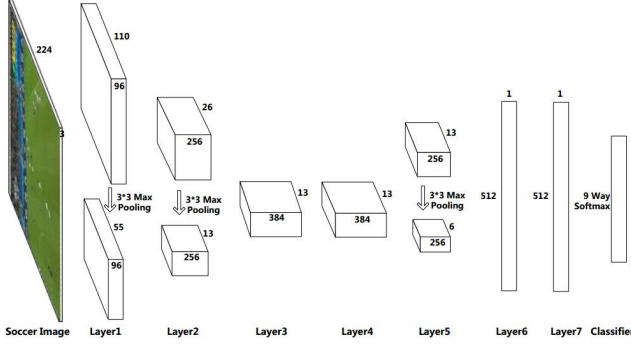 224
3
110
96
3*3 Max
Pooling
55
96
26
256
3*3 Max
Pooling
13
256
13
384
13
384
13
256
3*3 Max
Pooling
6
256
1
512
1
512
9 Way
Softmax
Soccer Image Layer1 Layer2 Layer3 Layer4 Layer5 Layer6 Layer7 Classifier